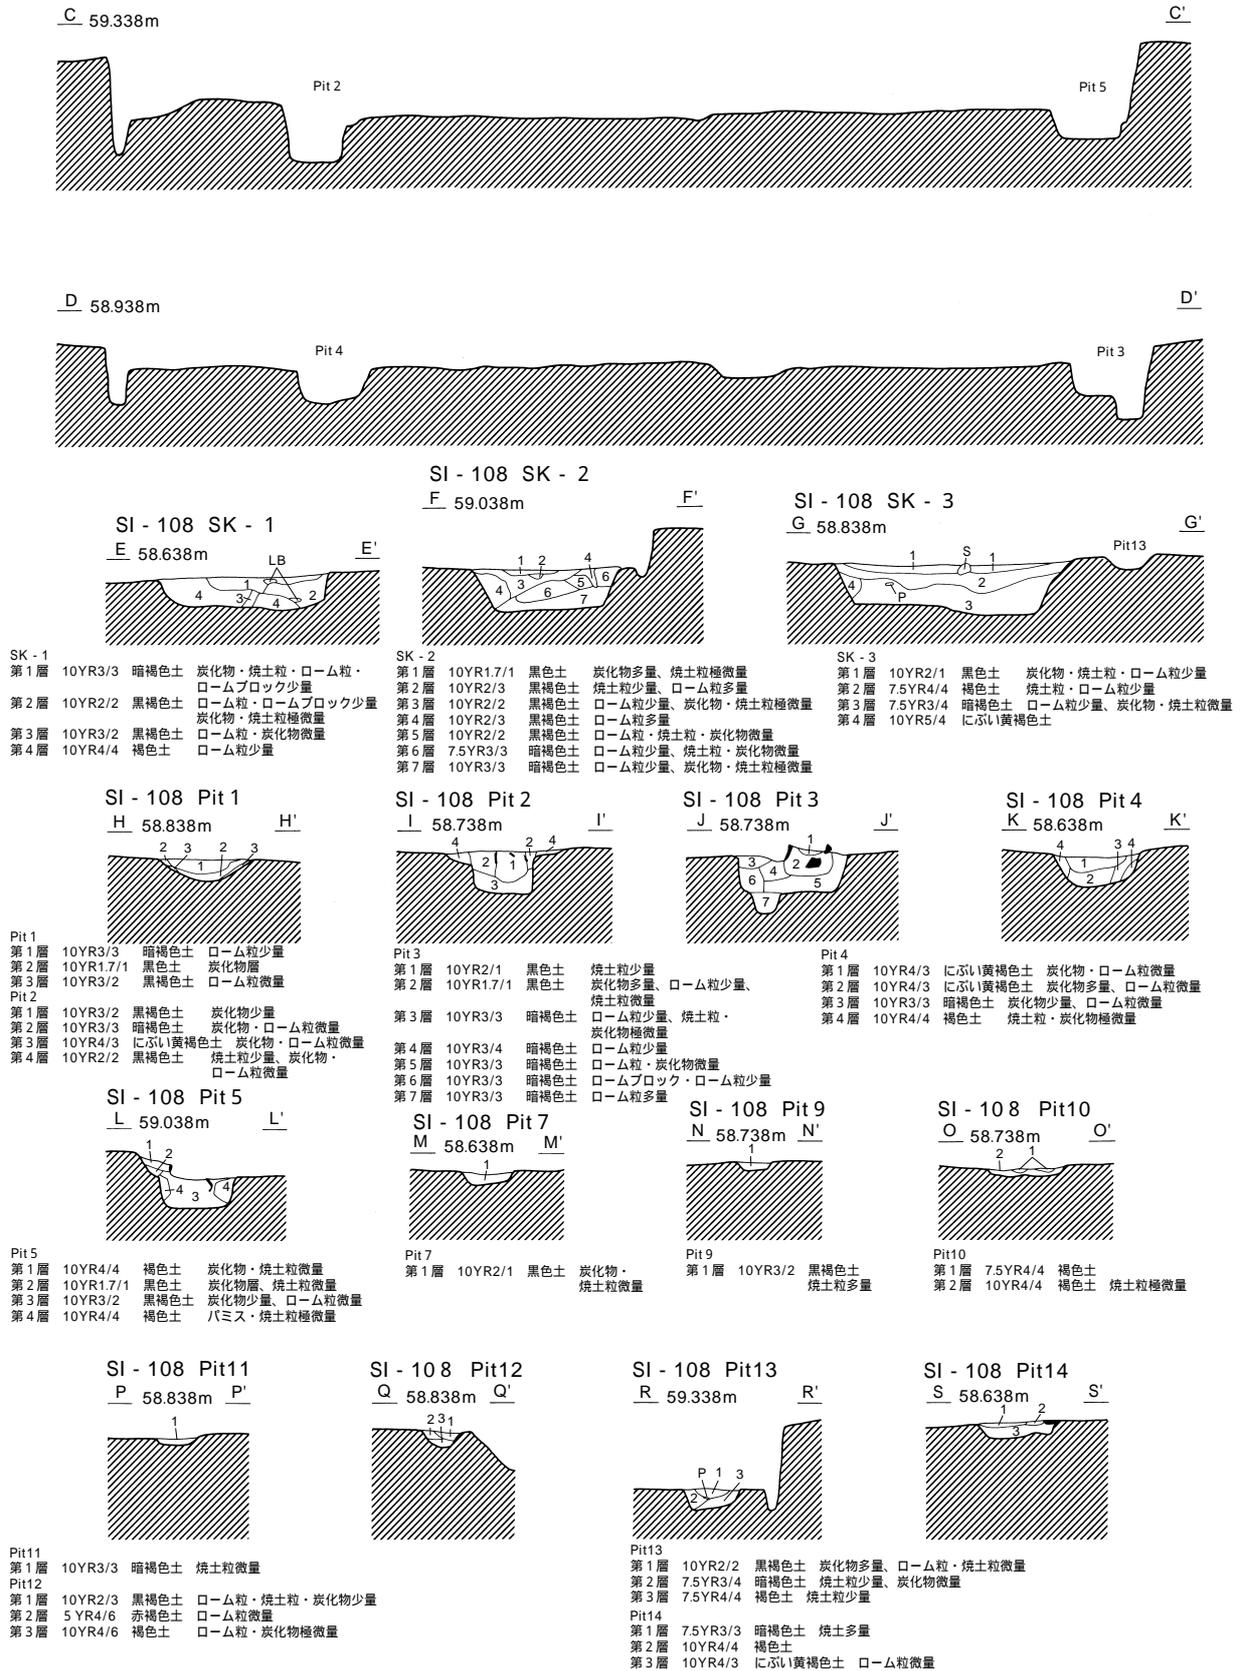 C 59.338m C'
Pit 2 Pit 5
D 58.938m D'
Pit 4 Pit 3
SI - 108 SK - 1
E 58.638m E'
LB
1
4 3 4 2
SI - 108 SK - 2
F 59.038m F'
1 2 4
3 5 6
4 6 7
SI - 108 SK - 3
G 58.838m G'
Pit13
1 S 1
4 P 2
3
SK - 1
第1層 10YR3/3 暗褐色土 炭化物・焼土粒・ローム粒・
ロームブロック少量
第2層 10YR2/2 黒褐色土 ローム粒・ロームブロック少量
炭化物・焼土粒極微量
第3層 10YR3/2 黒褐色土 ローム粒・炭化物微量
第4層 10YR4/4 褐色土 ローム粒少量
SK - 2
第1層 10YR1.7/1 黒色土 炭化物多量、焼土粒極微量
第2層 10YR2/3 黒褐色土 焼土粒少量、ローム粒多量
第3層 10YR2/2 黒褐色土 ローム粒少量、炭化物・焼土粒極微量
第4層 10YR2/3 黒褐色土 ローム粒多量
第5層 10YR2/2 黒褐色土 ローム粒・焼土粒・炭化物微量
第6層 7.5YR3/3 暗褐色土 ローム粒少量、焼土粒・炭化物微量
第7層 10YR3/3 暗褐色土 ローム粒少量、炭化物・焼土粒極微量
SK - 3
第1層 10YR2/1 黒色土 炭化物・焼土粒・ローム粒少量
第2層 7.5YR4/4 褐色土 焼土粒・ローム粒少量
第3層 7.5YR3/4 暗褐色土 ローム粒少量、炭化物・焼土粒微量
第4層 10YR5/4 にぶい黄褐色土
SI - 108 Pit 1
H 58.838m H'
2 3 2 3
1
SI - 108 Pit 2
I 58.738m I'
4 2 4
2 1
3
SI - 108 Pit 3
J 58.738m J'
1
3 4 2
6 5
7
SI - 108 Pit 4
K 58.638m K'
4 3 4
1
2
Pit 1
第1層 10YR3/3 暗褐色土 ローム粒少量
第2層 10YR1.7/1 黒色土 炭化物層
第3層 10YR3/2 黒褐色土 ローム粒微量
Pit 2
第1層 10YR3/2 黒褐色土 炭化物少量
第2層 10YR3/3 暗褐色土 炭化物・ローム粒微量
第3層 10YR4/3 にぶい黄褐色土 炭化物・ローム粒微量
第4層 10YR2/2 黒褐色土 焼土粒少量、炭化物・
ローム粒微量
Pit 3
第1層 10YR2/1 黒色土 焼土粒少量
第2層 10YR1.7/1 黒色土 炭化物多量、ローム粒少量、
焼土粒微量
第3層 10YR3/3 暗褐色土 ローム粒少量、焼土粒・
炭化物極微量
第4層 10YR3/4 暗褐色土 ローム粒少量
第5層 10YR3/3 暗褐色土 ローム粒・炭化物微量
第6層 10YR3/3 暗褐色土 ロームブロック・ローム粒少量
第7層 10YR3/3 暗褐色土 ローム粒多量
Pit 4
第1層 10YR4/3 にぶい黄褐色土 炭化物・ローム粒微量
第2層 10YR4/3 にぶい黄褐色土 炭化物多量、ローム粒微量
第3層 10YR3/3 暗褐色土 炭化物少量、ローム粒微量
第4層 10YR4/4 褐色土 焼土粒・炭化物極微量
SI - 108 Pit 5
L 59.038m L'
1 2
4 3 4
SI - 108 Pit 7
M 58.638m M'
1
SI - 108 Pit 9
N 58.738m N'
1
SI - 108 Pit10
O 58.738m O'
2 1
Pit 5
第1層 10YR4/4 褐色土 炭化物・焼土粒微量
第2層 10YR1.7/1 黒色土 炭化物層、焼土粒微量
第3層 10YR3/2 黒褐色土 炭化物少量、ローム粒微量
第4層 10YR4/4 褐色土 パミス・焼土粒極微量
Pit 7
第1層 10YR2/1 黒色土 炭化物・
焼土粒微量
Pit 9
第1層 10YR3/2 黒褐色土
焼土粒多量
Pit10
第1層 7.5YR4/4 褐色土
第2層 10YR4/4 褐色土 焼土粒極微量
SI - 108 Pit11
P 58.838m P'
1
SI - 108 Pit12
Q 58.838m Q'
2 3 1
SI - 108 Pit13
R 59.338m R'
P 1 3
2
SI - 108 Pit14
S 58.638m S'
1 2
3
Pit11
第1層 10YR3/3 暗褐色土 焼土粒微量
Pit12
第1層 10YR2/3 黒褐色土 ローム粒・焼土粒・炭化物少量
第2層 5YR4/6 赤褐色土 ローム粒微量
第3層 10YR4/6 褐色土 ローム粒・炭化物極微量
Pit13
第1層 10YR2/2 黒褐色土 炭化物多量、ローム粒・焼土粒微量
第2層 7.5YR3/4 暗褐色土 焼土粒少量、炭化物微量
第3層 7.5YR4/4 褐色土 焼土粒少量
Pit14
第1層 7.5YR3/3 暗褐色土 焼土多量
第2層 10YR4/4 褐色土
第3層 10YR4/3 にぶい黄褐色土 ローム粒微量